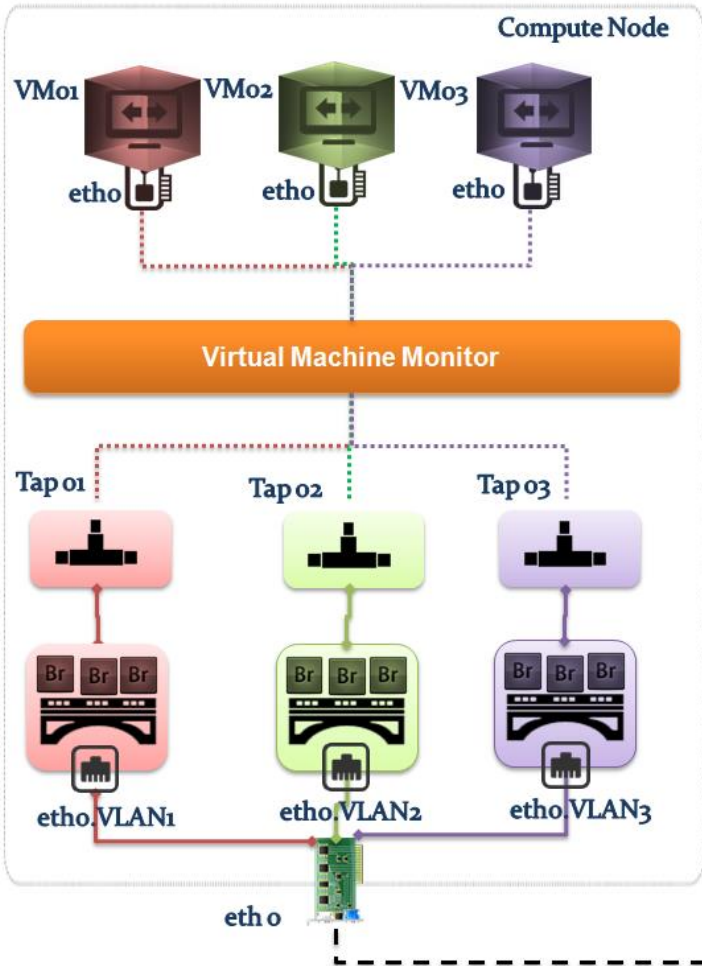 Compute Node
VM01
VM02
VM03
eth0
eth0
eth0
Virtual Machine Monitor
Tap 01
Tap 02
Tap 03
Br Br Br
Br Br Br
Br Br Br
eth0.VLAN1
eth0.VLAN2
eth0.VLAN3
eth 0